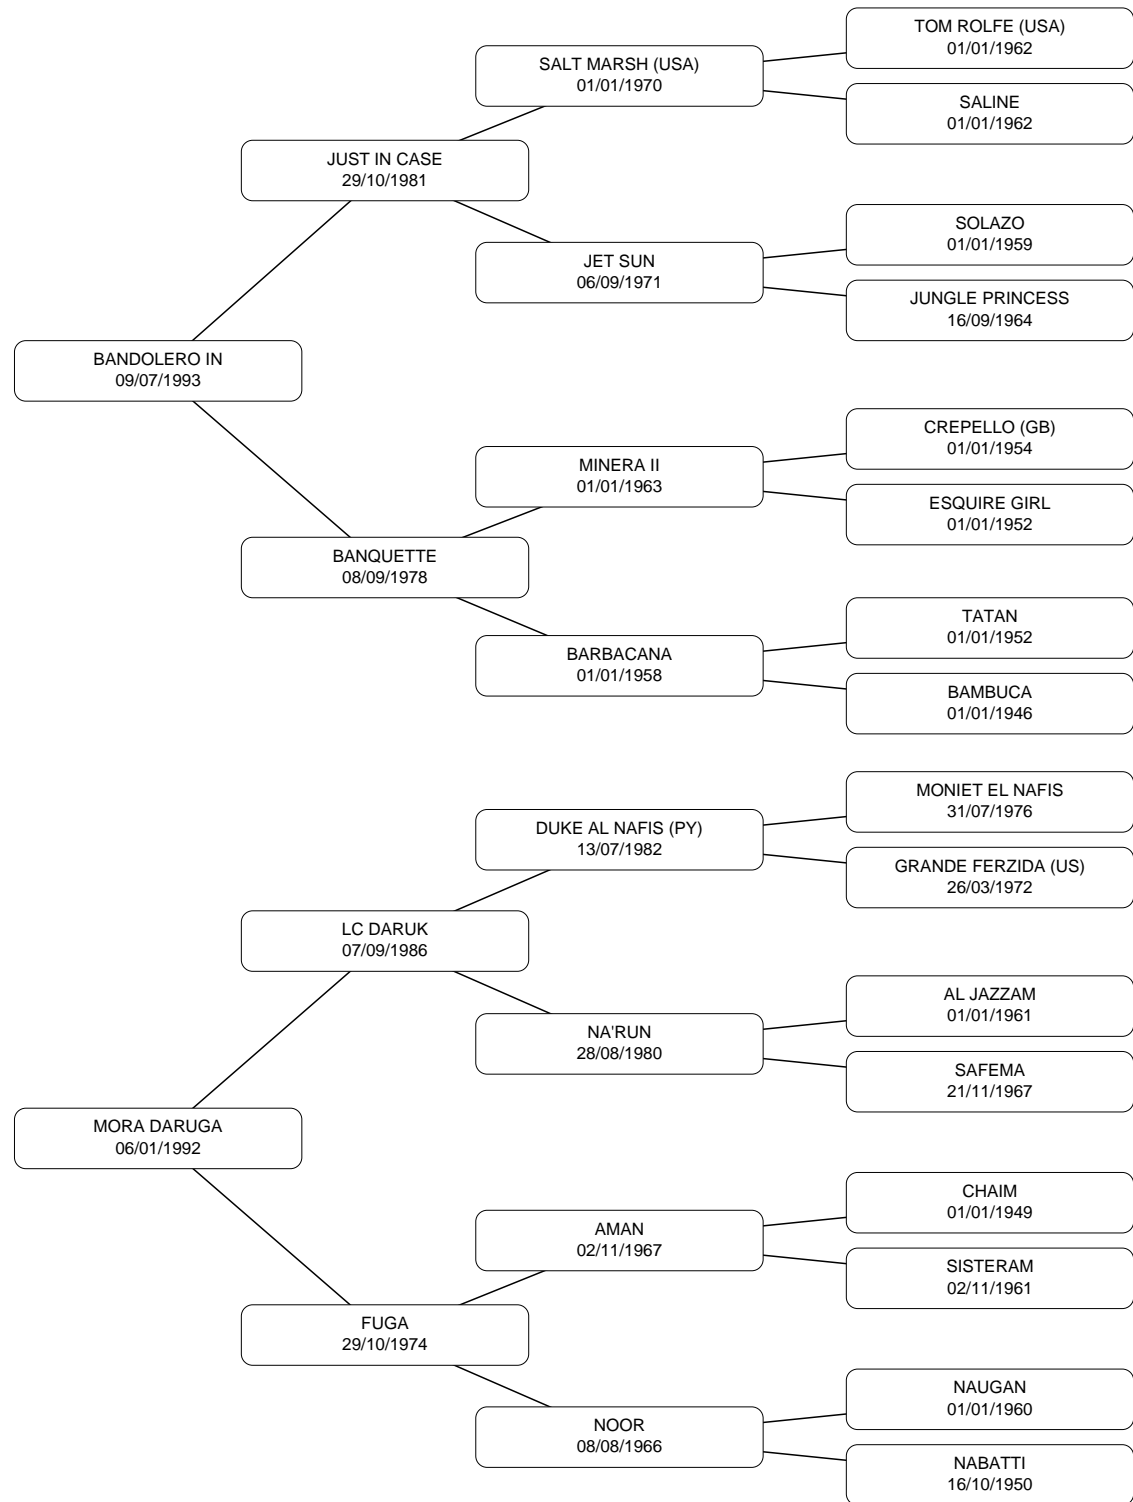 TOM ROLFE (USA)
01/01/1962
SALT MARSH (USA)
01/01/1970
SALINE
01/01/1962
JUST IN CASE
29/10/1981
SOLAZO
01/01/1959
JET SUN
06/09/1971
JUNGLE PRINCESS
16/09/1964
BANDOLERO IN
09/07/1993
CREPELLO (GB)
01/01/1954
MINERA II
01/01/1963
ESQUIRE GIRL
01/01/1952
BANQUETTE
08/09/1978
TATAN
01/01/1952
BARBACANA
01/01/1958
BAMBUCA
01/01/1946
MONIET EL NAFIS
31/07/1976
DUKE AL NAFIS (PY)
13/07/1982
GRANDE FERZIDA (US)
26/03/1972
LC DARUK
07/09/1986
AL JAZZAM
01/01/1961
NA'RUN
28/08/1980
SAFEMA
21/11/1967
MORA DARUGA
06/01/1992
CHAIM
01/01/1949
AMAN
02/11/1967
SISTERAM
02/11/1961
FUGA
29/10/1974
NAUGAN
01/01/1960
NOOR
08/08/1966
NABATTI
16/10/1950